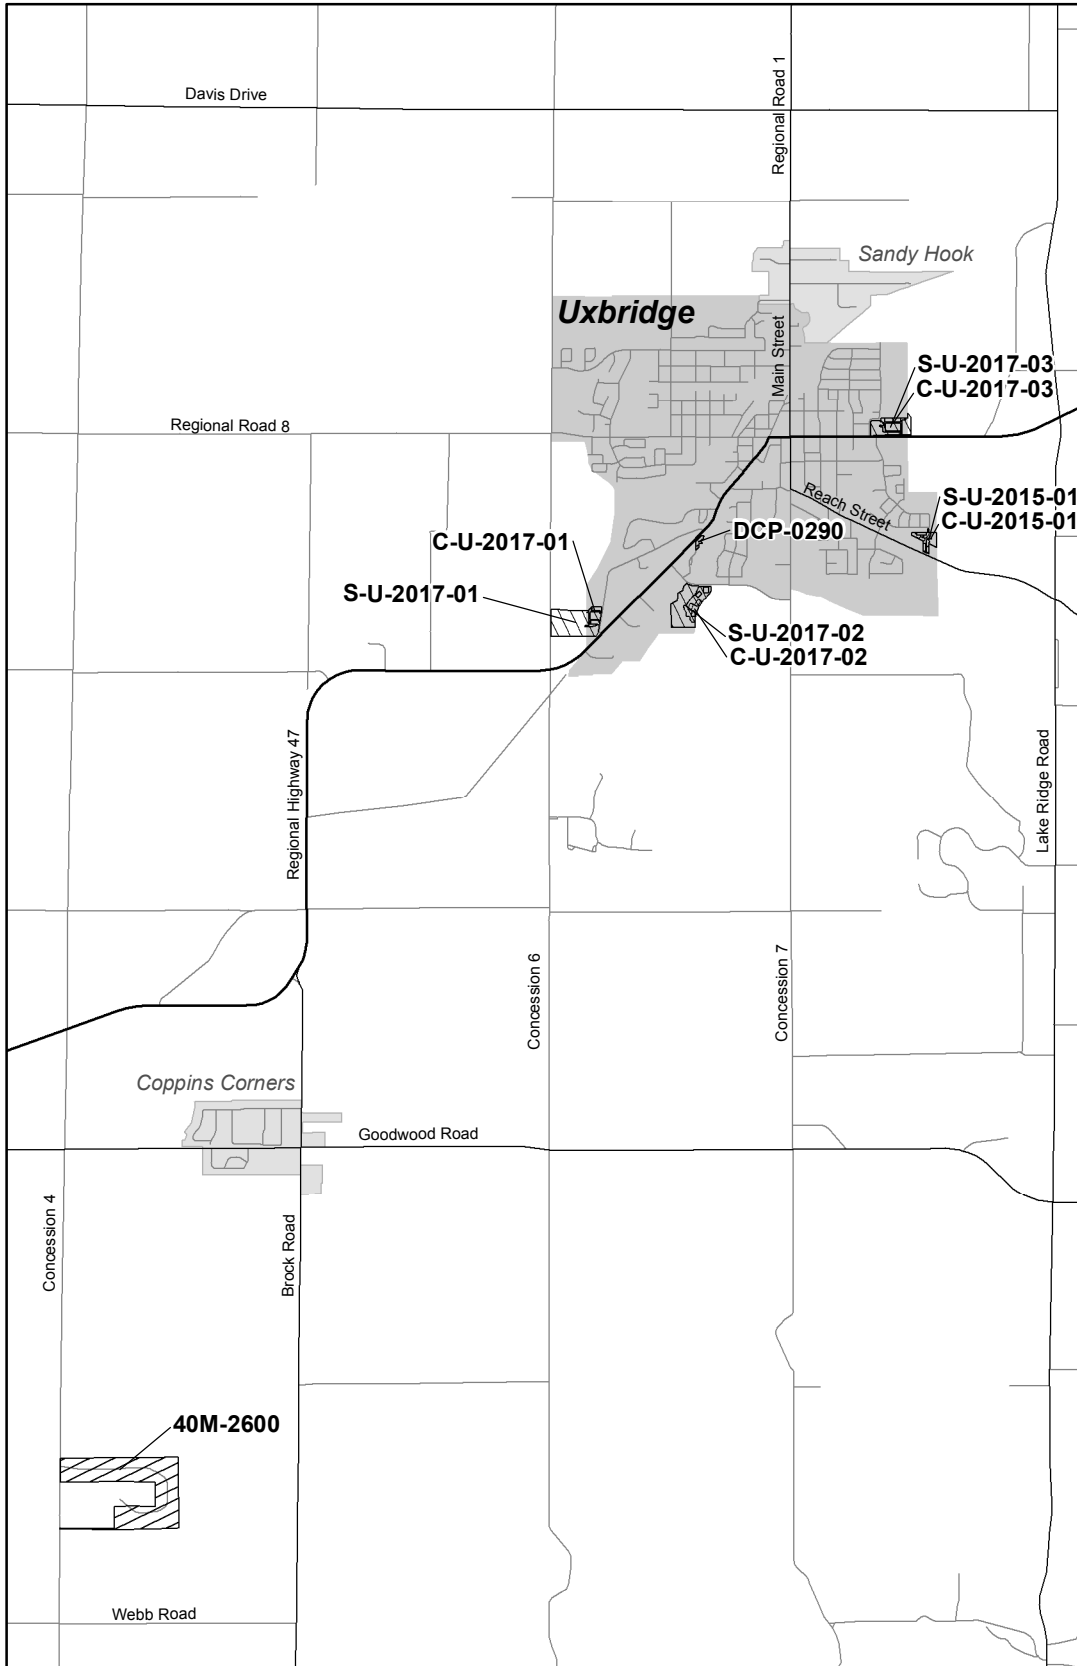 Davis Drive
Regional Road 1
Sandy Hook
Uxbridge
Main Street
S-U-2017-03
C-U-2017-03
Regional Road 8
Reach Street
S-U-2015-01
C-U-2015-01
DCP-0290
C-U-2017-01
S-U-2017-01
S-U-2017-02
C-U-2017-02
Regional Highway 47
Lake Ridge Road
Concession 6
Concession 7
Coppins Corners
Goodwood Road
Concession 4
Brock Road
40M-2600
Webb Road